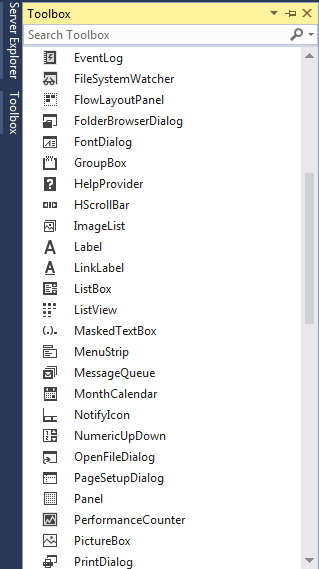 Server Explorer
Toolbox
Toolbox
Search Toolbox
EventLog
FileSystemWatcher
FlowLayoutPanel
FolderBrowserDialog
FontDialog
GroupBox
HelpProvider
HScrollBar
ImageList
Label
LinkLabel
ListBox
ListView
MaskedTextBox
MenuStrip
MessageQueue
MonthCalendar
NotifyIcon
NumericUpDown
OpenFileDialog
PageSetupDialog
Panel
PerformanceCounter
PictureBox
PrintDialog